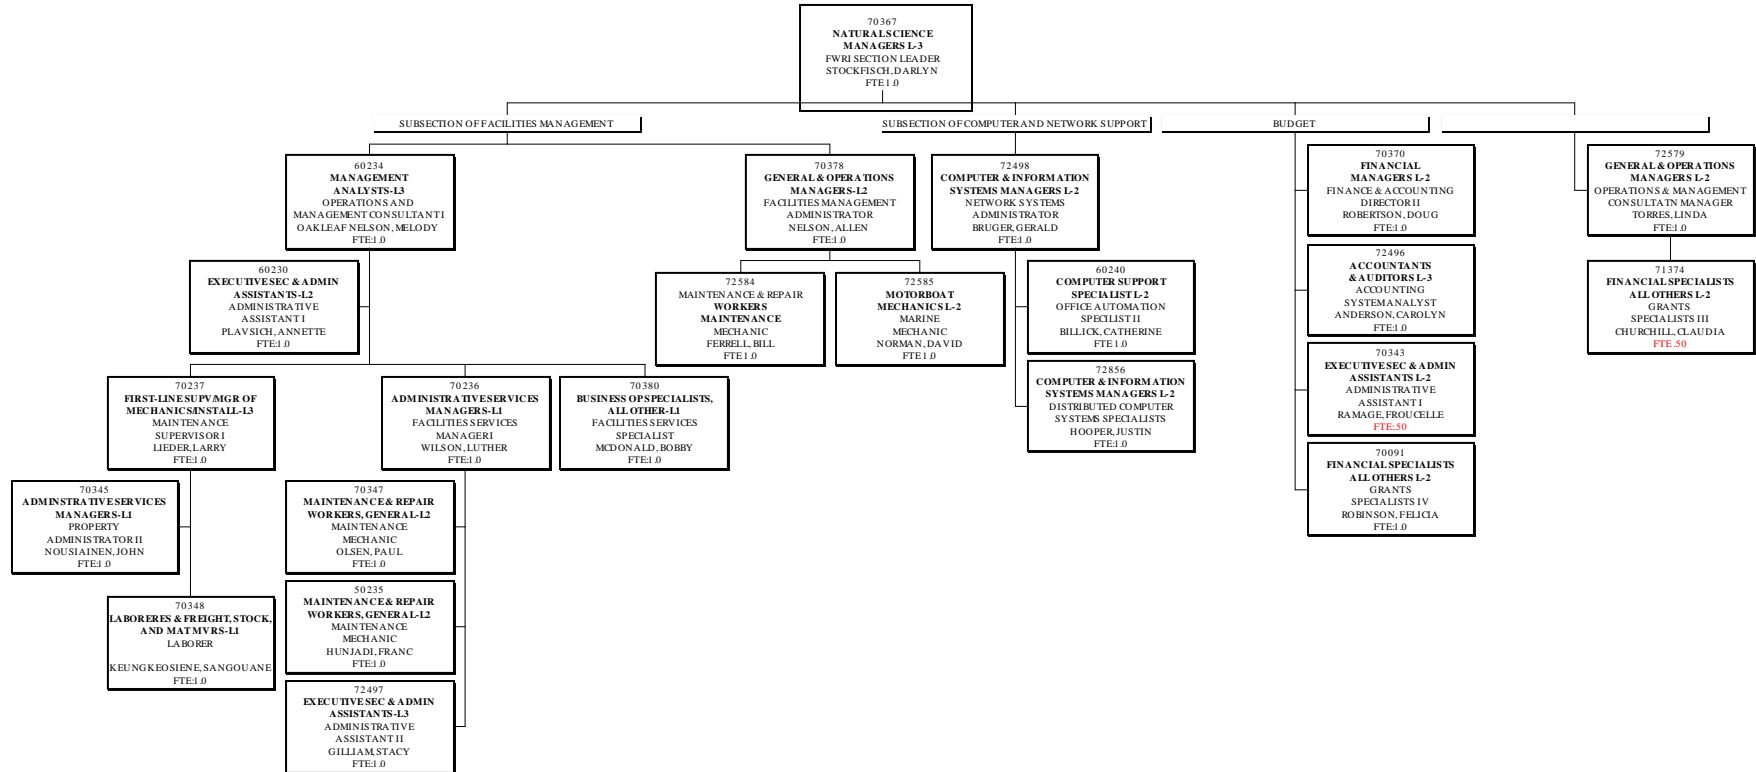 70367
NATURAL SCIENCE
MANAGERS L-3
FWRI SECTION LEADER
STOCKFISCH, DARLYN
FTE 1.0
SUBSECTION OF FACILITIES MANAGEMENT
SUBSECTION OF COMPUTER AND NETWORK SUPPORT
BUDGET
60234
MANAGEMENT
ANALYSTS-L3
OPERATIONS AND
MANAGEMENT CONSULTANT I
OAKLEAF NELSON, MELODY
FTE:1.0
70378
GENERAL & OPERATIONS
MANAGERS-L2
FACILITIES MANAGEMENT
ADMINISTRATOR
NELSON, ALLEN
FTE:1.0
72498
COMPUTER & INFORMATION
SYSTEMS MANAGERS L-2
NETWORK SYSTEMS
ADMINISTRATOR
BRUGER, GERALD
FTE:1.0
70370
FINANCIAL
MANAGERS L-2
FINANCE & ACCOUNTING
DIRECTOR II
ROBERTSON, DOUG
FTE:1.0
72579
GENERAL & OPERATIONS
MANAGERS L-2
OPERATIONS & MANAGEMENT
CONSULTATN MANAGER
TORRES, LINDA
FTE:1.0
60230
EXECUTIVE SEC & ADMIN
ASSISTANTS-L2
ADMINISTRATIVE
ASSISTANT I
PLAVSICH, ANNETTE
FTE:1.0
72584
MAINTENANCE & REPAIR
WORKERS
MAINTENANCE
MECHANIC
FERRELL, BILL
FTE 1.0
72585
MOTORBOAT
MECHANICS L-2
MARINE
MECHANIC
NORMAN, DAVID
FTE 1.0
60240
COMPUTER SUPPORT
SPECIALIST L-2
OFFICE AUTOMATION
SPECILIST II
BILLICK, CATHERINE
FTE 1.0
72496
ACCOUNTANTS
& AUDITORS L-3
ACCOUNTING
SYSTEM ANALYST
ANDERSON, CAROLYN
FTE:1.0
71374
FINANCIAL SPECIALISTS
ALL OTHERS L-2
GRANTS
SPECIALISTS III
CHURCHILL, CLAUDIA
FTE.50
70237
FIRST-LINE SUPV/MGR OF
MECHANICS/INSTALL-L3
MAINTENANCE
SUPERVISOR I
LIEDER, LARRY
FTE:1.0
70236
ADMINISTRATIVE SERVICES
MANAGERS-L1
FACILITIES SERVICES
MANAGER I
WILSON, LUTHER
FTE:1.0
70380
BUSINESS OP SPECIALISTS,
ALL OTHER-L1
FACILITIES SERVICES
SPECIALIST
MCDONALD, BOBBY
FTE:1.0
72856
COMPUTER & INFORMATION
SYSTEMS MANAGERS L-2
DISTRIBUTED COMPUTER
SYSTEMS SPECIALISTS
HOOPER, JUSTIN
FTE:1.0
70343
EXECUTIVE SEC & ADMIN
ASSISTANTS L-2
ADMINISTRATIVE
ASSISTANT I
RAMAGE, FROUCELLE
FTE:.50
70345
ADMINSTRATIVE SERVICES
MANAGERS-L1
PROPERTY
ADMINISTRATOR II
NOUSIAINEN, JOHN
FTE:1.0
70347
MAINTENANCE & REPAIR
WORKERS, GENERAL-L2
MAINTENANCE
MECHANIC
OLSEN, PAUL
FTE:1.0
70091
FINANCIAL SPECIALISTS
ALL OTHERS L-2
GRANTS
SPECIALISTS IV
ROBINSON, FELICIA
FTE:1.0
70348
LABORERES & FREIGHT, STOCK,
AND MAT MVRS-L1
LABORER
KEUNGKEOSIENE, SANGOUANE
FTE:1.0
50235
MAINTENANCE & REPAIR
WORKERS, GENERAL-L2
MAINTENANCE
MECHANIC
HUNJADI, FRANC
FTE:1.0
72497
EXECUTIVE SEC & ADMIN
ASSISTANTS-L3
ADMINISTRATIVE
ASSISTANT II
GILLIAM, STACY
FTE:1.0